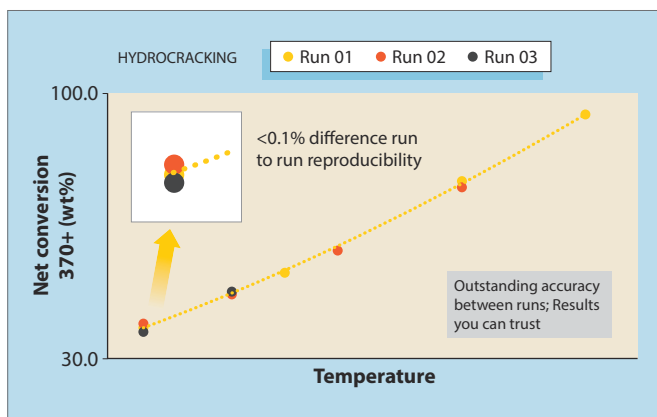 HYDROCRACKING
Run 01 Run 02 Run 03
100.0
<0.1% difference run
to run reproducibility
Net conversion
370+ (wt%)
Outstanding accuracy
between runs; Results
you can trust
30.0
Temperature